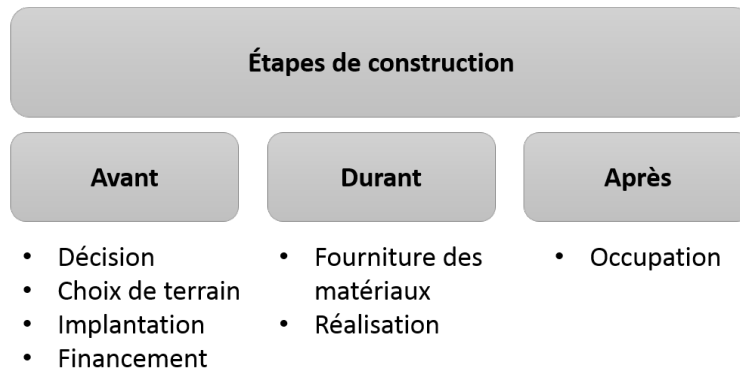 Étapes de construction
Avant
Durant
Après
• Décision
• Choix de terrain
• Implantation
• Financement
• Fourniture des
matériaux
• Réalisation
• Occupation